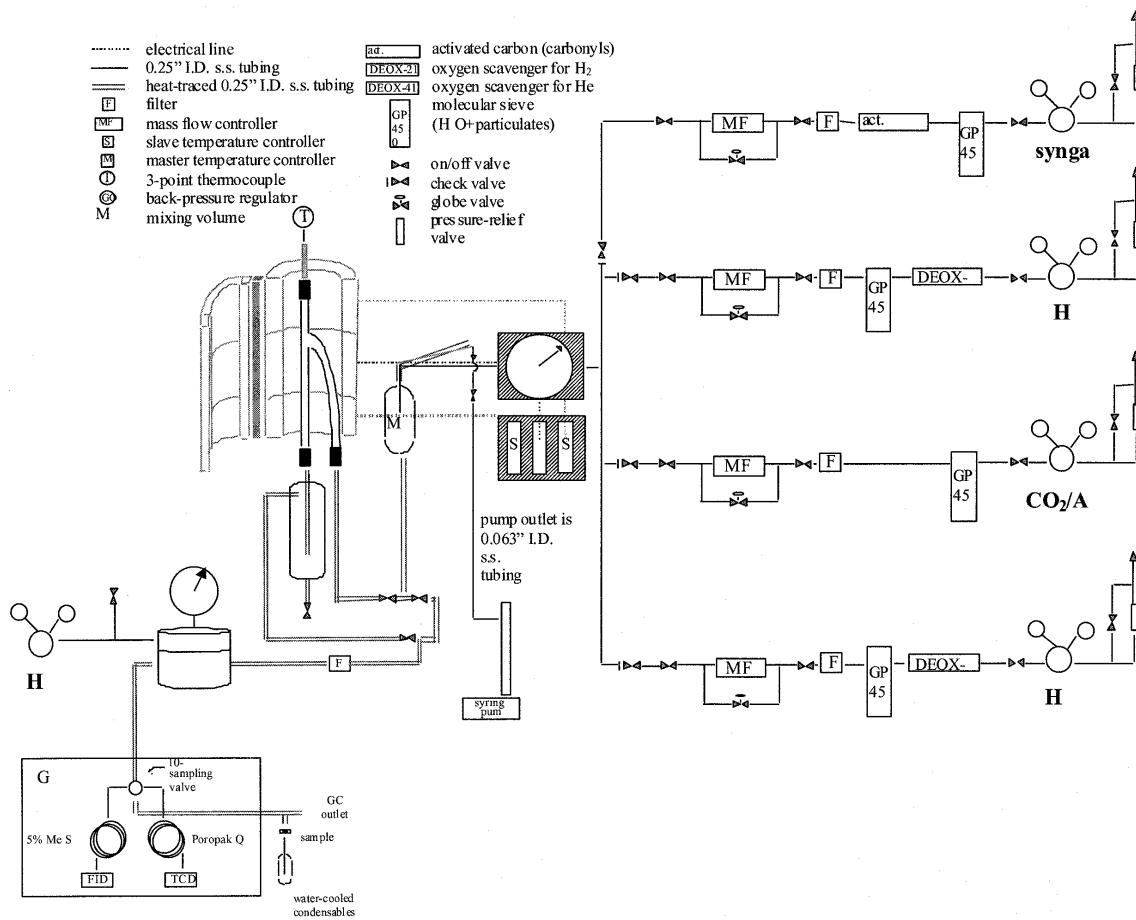 electrical line
0.25" I.D. s.s. tubing
heat-traced 0.25" I.D. s.s. tubing
F filter
MF mass flow controller
S slave temperature controller
M master temperature controller
T 3-point thermocouple
GO back-pressure regulator
M mixing volume
act. activated carbon (carbonyls)
DEOX-21 oxygen scavenger for H₂
DEOX-41 oxygen scavenger for He
GP
45
0
molecular sieve
(H O+particulates)
on/off valve
check valve
globe valve
pressure-relief
valve
T
MF
F
act.
GP
45
synga
MF
F
GP
45
DEOX-
H
M
S
S
MF
F
GP
45
CO₂/A
pump outlet is
0.063" I.D.
s.s.
tubing
MF
F
GP
45
DEOX-
H
H
F
syring
pum
G
10-
sampling
valve
GC
outlet
5% Me S
Poropak Q
sample
FID
TCD
water-cooled
condensables